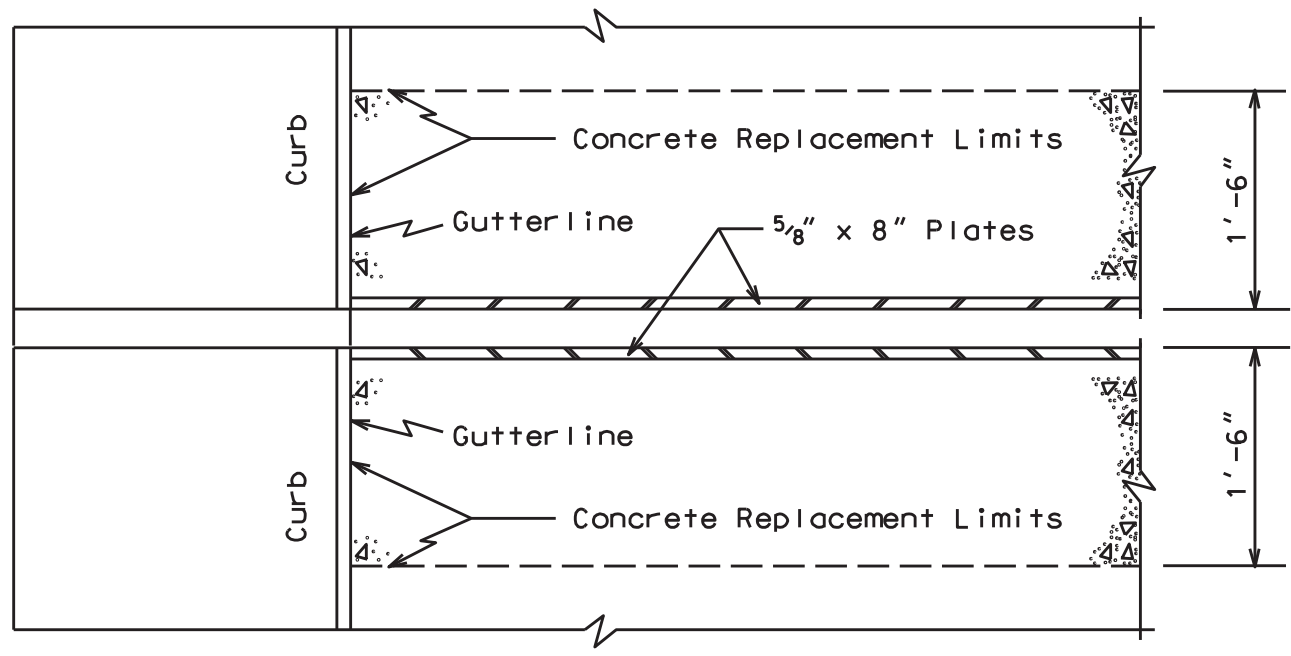 Curb
Concrete Replacement Limits
Gutterline
5/8" x 8" Plates
1'-6"
Gutterline
Curb
Concrete Replacement Limits
1'-6"